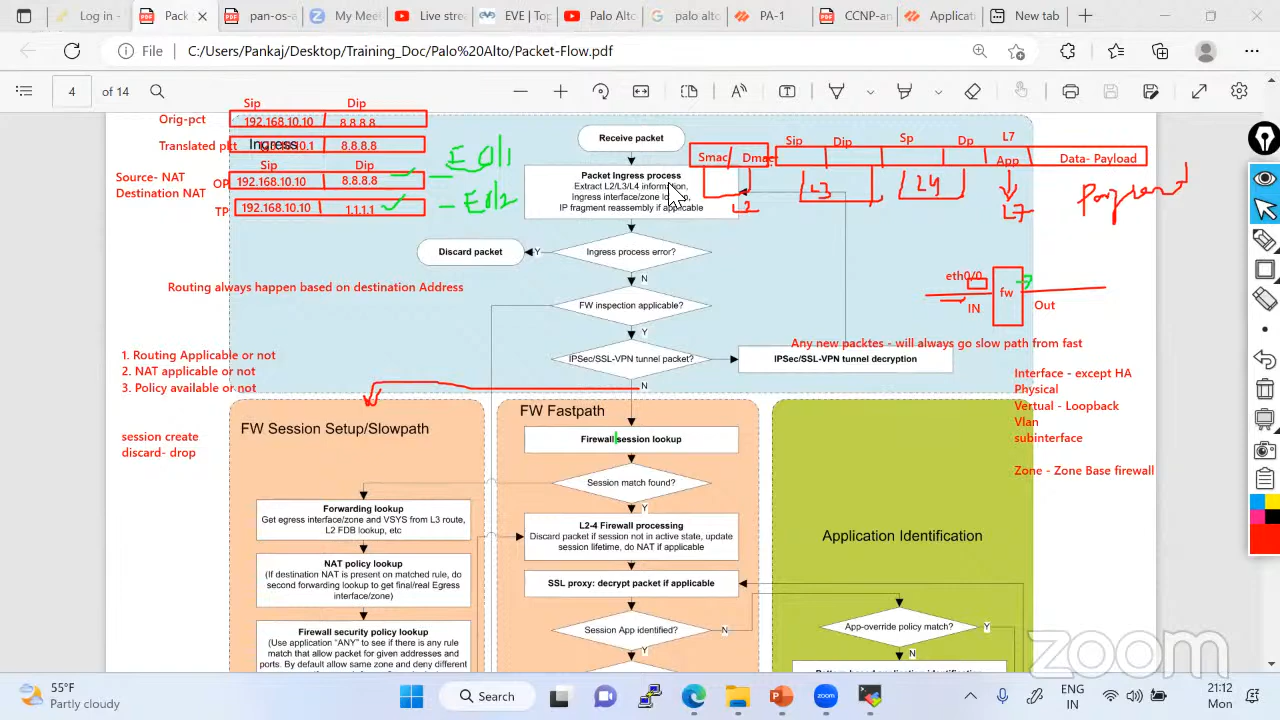 Pack
pan-os-a
Zoom
Live stre
EVE | Top
Palo Alto
Google
PA-1
CCNP-an
Applicati
New tab
File
C:/Users/Pankaj/Desktop/Training_Doc/Palo%20Alto/Packet-Flow.pdf
4 of 14
Sip Dip
Orig-pct 192.168.10.10 8.8.8.8
Translated pkt Ingress 8.8.8.8
Sip Dip
Source- NAT OP 192.168.10.10 8.8.8.8 E0/1
Destination NAT
TP 192.168.10.10 1.1.1.1 E0/2
Routing always happen based on destination Address
1. Routing Applicable or not
2. NAT applicable or not
3. Policy available or not
session create
discard- drop
Receive packet
Packet Ingress process
Extract L2/L3/L4 information,
Ingress interface/zone
IP fragment reassembly if applicable
Discard packet
Y
Ingress process error?
N
FW inspection applicable?
Y
IPSec/SSL-VPN tunnel packet?
IPSec/SSL-VPN tunnel decryption
N
Sip Dip Sp Dp L7
Smac Dmac App Data- Payload
L2 L3 L4 L7 Payload
eth0/0
fw
IN
Out
Any new packtes - will always go slow path from fast
Interface - except HA
Physical
Vertual - Loopback
Vlan
subinterface
Zone - Zone Base firewall
FW Session Setup/Slowpath
Forwarding lookup
Get egress interface/zone and VSYS from L3 route,
L2 FDB lookup, etc
NAT policy lookup
(If destination NAT is present on matched rule, do
second forwarding lookup to get final/real Egress
interface/zone)
Firewall security policy lookup
(Use application “ANY” to see if there is any rule
match that allow packet for given addresses and
ports. By default allow same zone and deny different
FW Fastpath
Firewall session lookup
Session match found?
Y
L2-4 Firewall processing
Discard packet if session not in active state, update
session lifetime, do NAT if applicable
SSL proxy: decrypt packet if applicable
Session App identified?
N
Y
Application Identification
App-override policy match?
Y
N
zoom
55°F
Partly cloudy
Search
ENG
IN
21:12
Mon